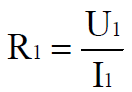 R₁ = U₁ / I₁